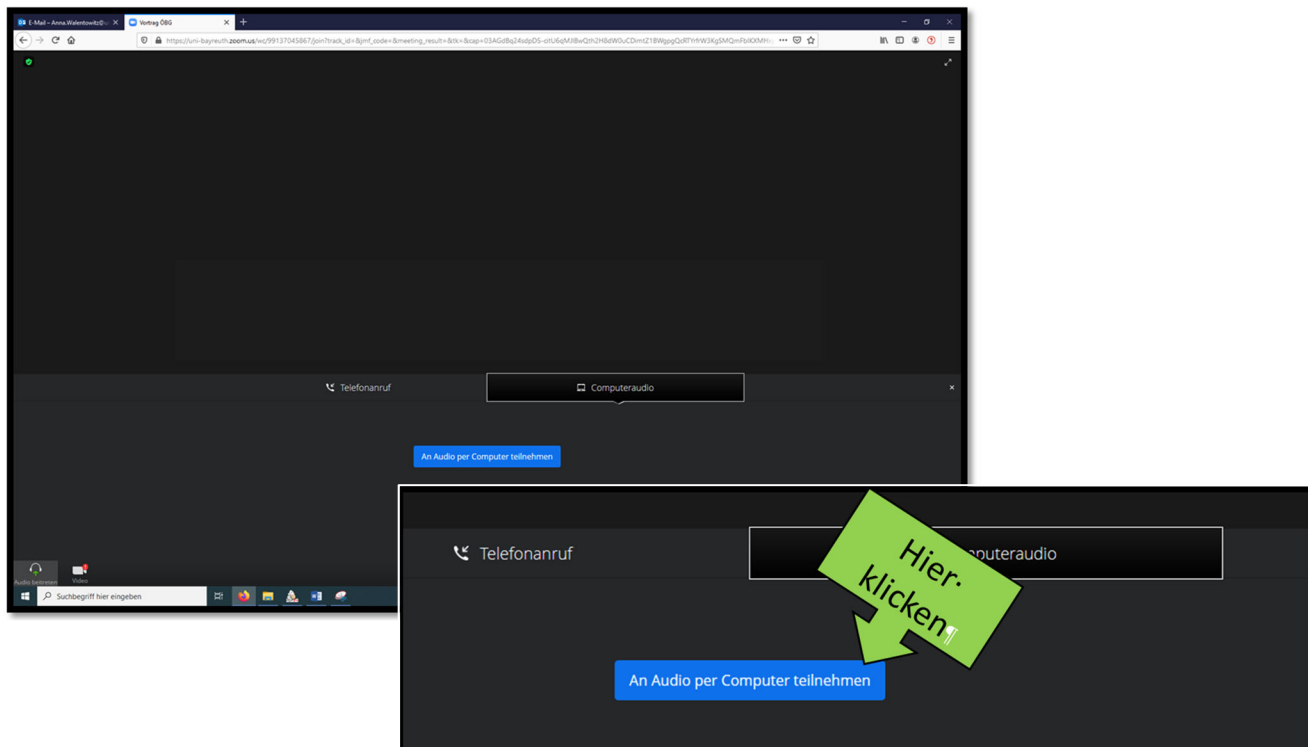 E-Mail – Anna.Walentowitz@u
Vortrag ÖBG
Telefonanruf
Computeraudio
An Audio per Computer teilnehmen
Audio beitreten
Video
Suchbegriff hier eingeben
Telefonanruf
mputeraudio
Hier·
klicken¶
An Audio per Computer teilnehmen